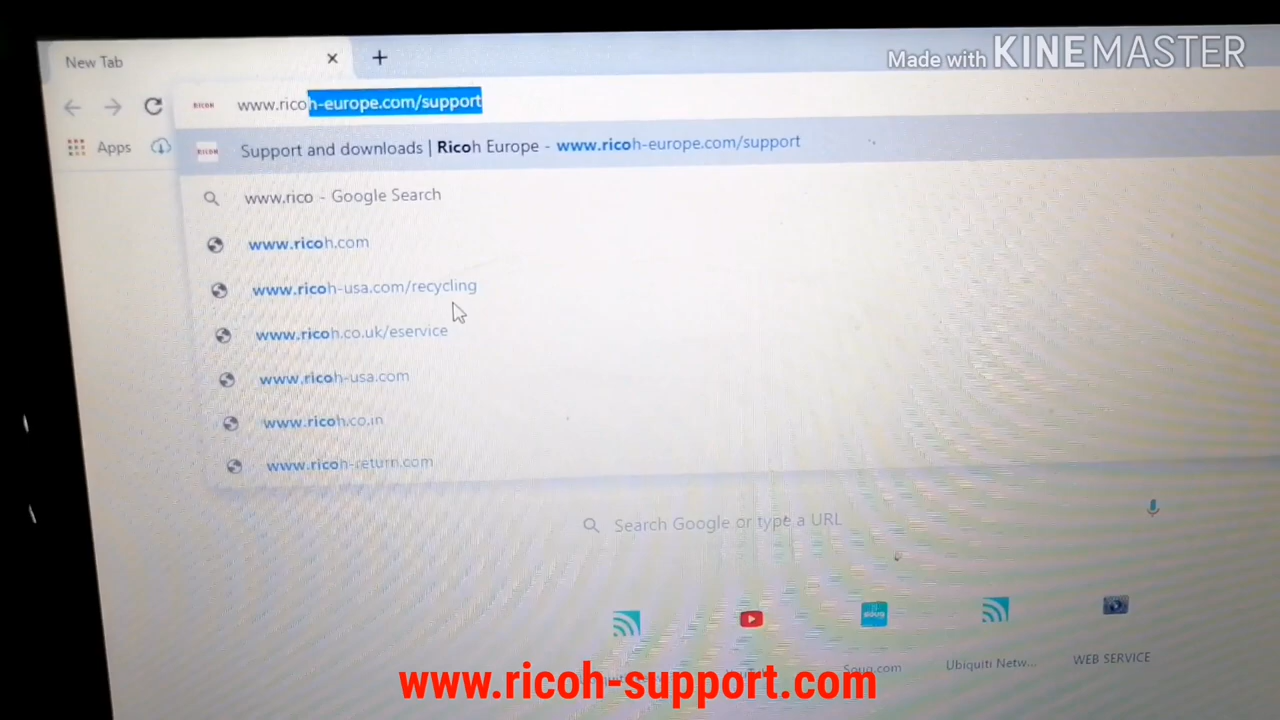 New Tab
Made with KINEMASTER
www.ricoh-europe.com/support
Apps
RICOH Support and downloads | Ricoh Europe - www.ricoh-europe.com/support
www.rico - Google Search
www.ricoh.com
www.ricoh-usa.com/recycling
www.ricoh.co.uk/eservice
www.ricoh-usa.com
www.ricoh.co.in
www.ricoh-return.com
Search Google or type a URL
Souq.com
Ubiquiti Netw...
WEB SERVICE
www.ricoh-support.com